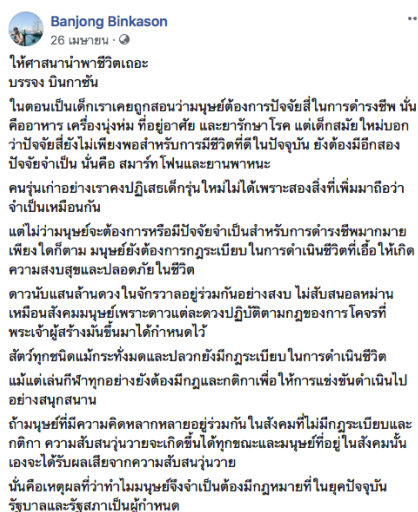 Banjong Binkason
26 เมษายน ·
ให้ศาสนานำพาชีวิตเถอะ
บรรจง บินกาซัน
ในตอนเป็นเด็กเราเคยถูกสอนว่ามนุษย์ต้องการปัจจัยสี่ในการดำรงชีพ นั่น
คืออาหาร เครื่องนุ่งห่ม ที่อยู่อาศัย และยารักษาโรค แต่เด็กสมัยใหม่บอก
ว่าปัจจัยสี่ยังไม่เพียงพอสำหรับการมีชีวิตที่ดีในปัจจุบัน ยังต้องมีอีกสอง
ปัจจัยจำเป็น นั่นคือ สมาร์ทโฟนและยานพาหนะ
คนรุ่นเก่าอย่างเราคงปฏิเสธเด็กรุ่นใหม่ไม่ได้เพราะสองสิ่งที่เพิ่มมาถือว่า
จำเป็นเหมือนกัน
แต่ไม่ว่ามนุษย์จะต้องการหรือมีปัจจัยจำเป็นสำหรับการดำรงชีพมากมาย
เพียงใดก็ตาม มนุษย์ยังต้องการกฎระเบียบในการดำเนินชีวิตที่เอื้อให้เกิด
ความสงบสุขและปลอดภัยในชีวิต
ดาวนับแสนล้านดวงในจักรวาลอยู่ร่วมกันอย่างสงบ ไม่สับสนอลหม่าน
เหมือนสังคมมนุษย์เพราะดาวแต่ละดวงปฏิบัติตามกฎของการโคจรที่
พระเจ้าผู้สร้างมันขึ้นมาได้กำหนดไว้
สัตว์ทุกชนิดแม้กระทั่งมดและปลวกยังมีกฎระเบียบในการดำเนินชีวิต
แม้แต่เล่นกีฬาทุกอย่างยังต้องมีกฎและกติกาเพื่อให้การแข่งขันดำเนินไป
อย่างสนุกสนาน
ถ้ามนุษย์ที่มีความคิดหลากหลายอยู่ร่วมกันในสังคมที่ไม่มีกฎระเบียบและ
กติกา ความสับสนวุ่นวายจะเกิดขึ้นได้ทุกขณะและมนุษย์ที่อยู่ในสังคมนั้น
เองจะได้รับผลเสียจากความสับสนวุ่นวาย
นั่นคือเหตุผลที่ว่าทำไมมนุษย์จึงจำเป็นต้องมีกฎหมายที่ในยุคปัจจุบัน
รัฐบาลและรัฐสภาเป็นผู้กำหนด